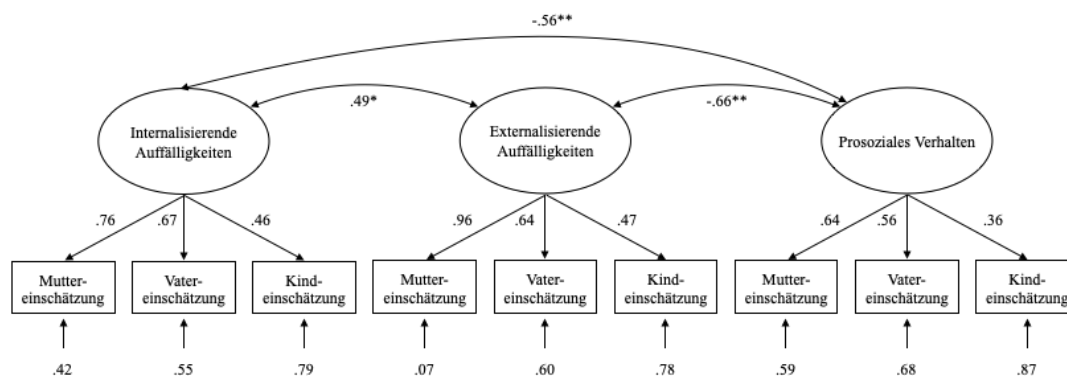 -.56**
.49*
-.66**
Internalisierende
Auffälligkeiten
Externalisierende
Auffälligkeiten
Prosoziales Verhalten
.76 .67 .46
.96 .64 .47
.64 .56 .36
Mutter-
einschätzung
Vater-
einschätzung
Kind-
einschätzung
Mutter-
einschätzung
Vater-
einschätzung
Kind-
einschätzung
Mutter-
einschätzung
Vater-
einschätzung
Kind-
einschätzung
.42 .55 .79 .07 .60 .78 .59 .68 .87